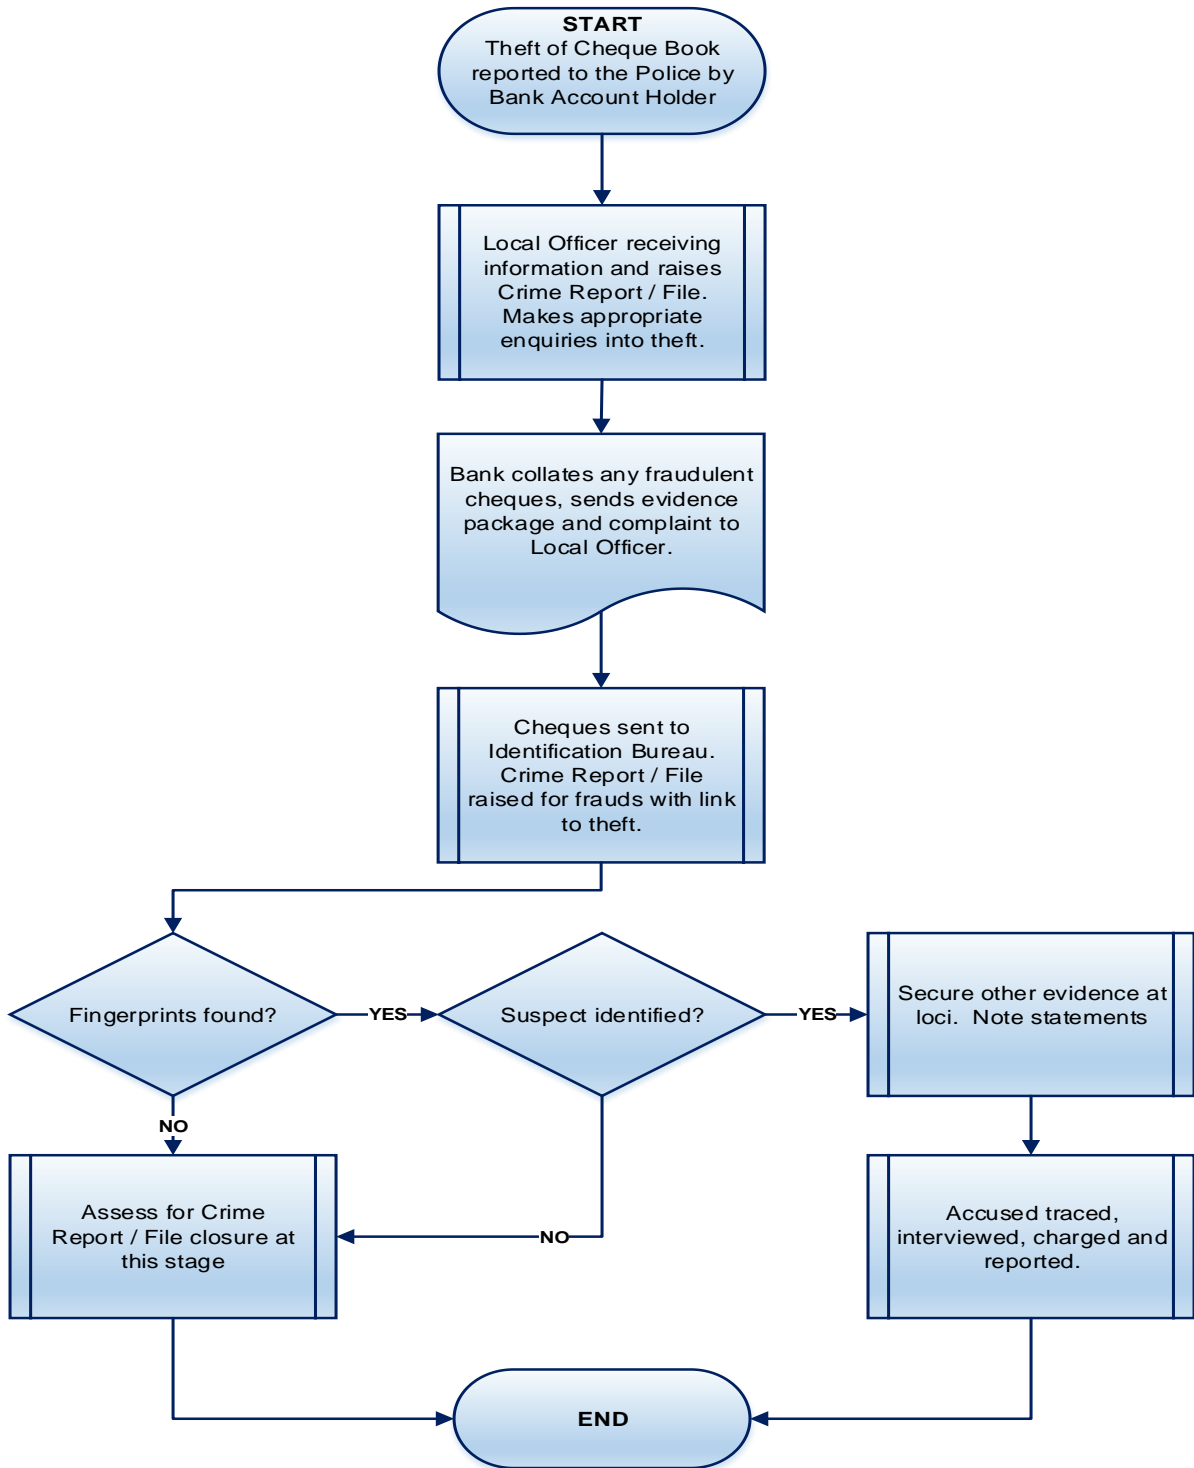 START
Theft of Cheque Book
reported to the Police by
Bank Account Holder
Local Officer receiving
information and raises
Crime Report / File.
Makes appropriate
enquiries into theft.
Bank collates any fraudulent
cheques, sends evidence
package and complaint to
Local Officer.
Cheques sent to
Identification Bureau.
Crime Report / File
raised for frauds with link
to theft.
Fingerprints found?
YES
Suspect identified?
YES
Secure other evidence at
loci.  Note statements
NO
Assess for Crime
Report / File closure at
this stage
NO
Accused traced,
interviewed, charged and
reported.
END